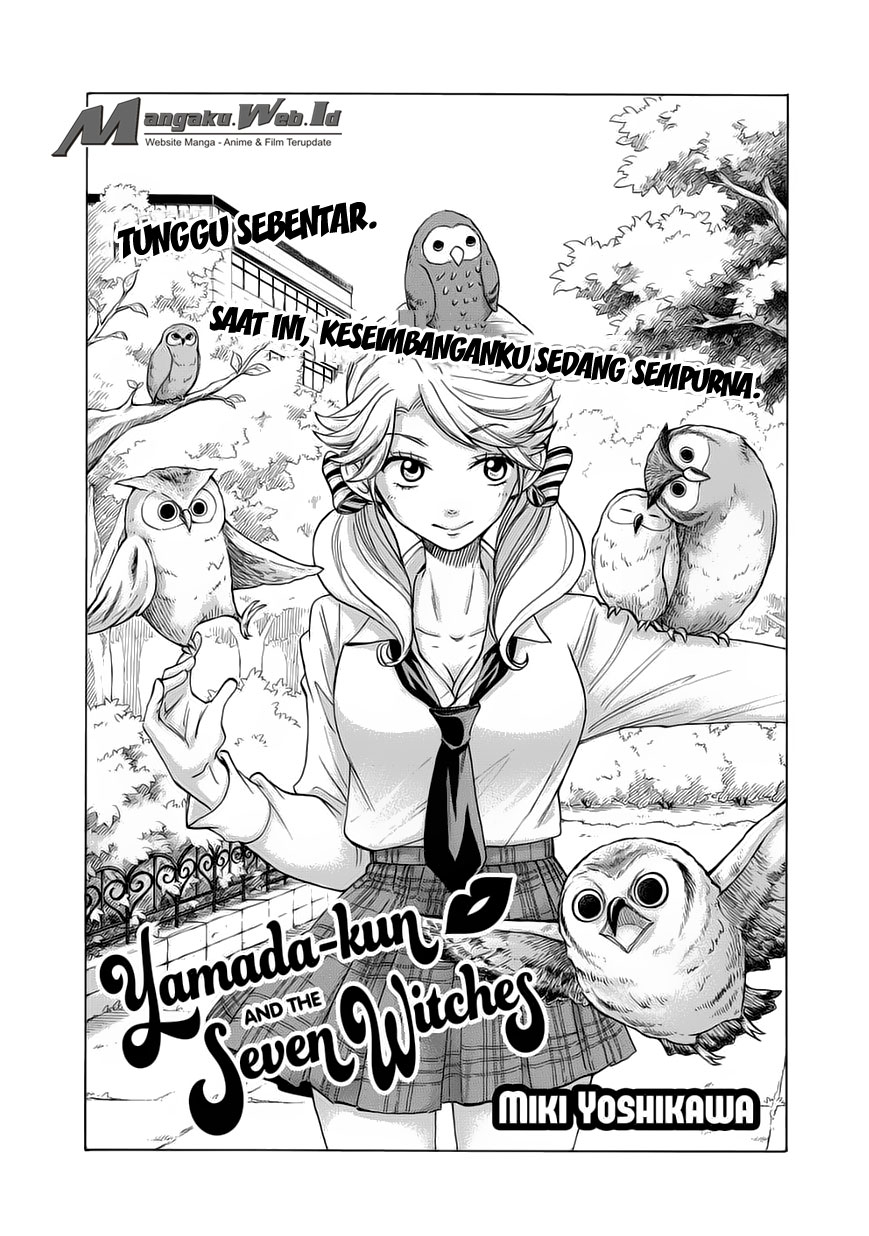 Mangaku.Web.Id
Website Manga - Anime & Film Terupdate
TUNGGU SEBENTAR.
SAAT INI, KESEIMBANGANKU SEDANG SEMPURNA.
Yamada-kun
AND THE
Seven Witches
MIKI YOSHIKAWA